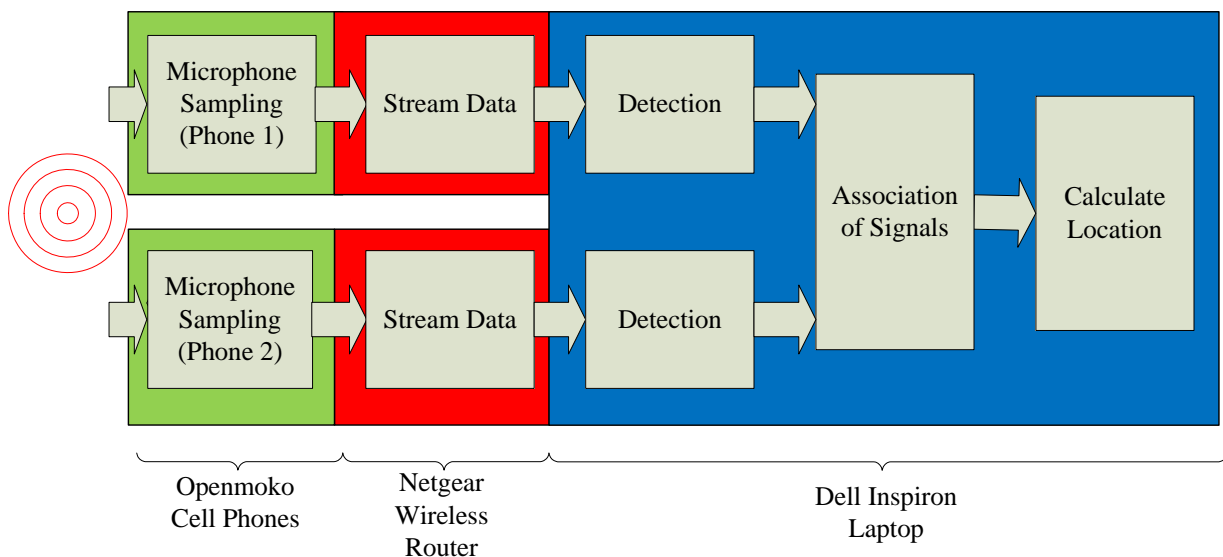 Microphone
Sampling
(Phone 1)
Stream Data
Detection
Association
of Signals
Calculate
Location
Microphone
Sampling
(Phone 2)
Stream Data
Detection
Openmoko
Cell Phones
Netgear
Wireless
Router
Dell Inspiron
Laptop